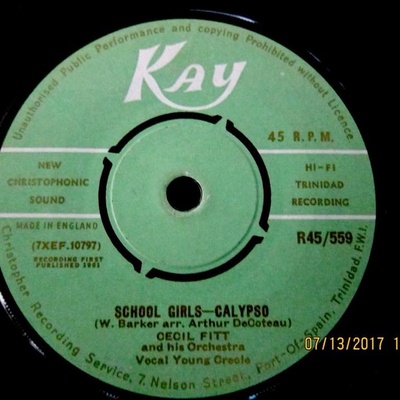 Unauthorised Public Performance and copying Prohibited without Licence
Kay
45 R.P.M.
NEW
CHRISTOPHONIC
SOUND
HI-FI
TRINIDAD
RECORDING
MADE IN ENGLAND
(7XEF.10797)
RECORDING FIRST
PUBLISHED 1961
R45/559
SCHOOL GIRLS—CALYPSO
(W. Barker arr. Arthur DeCoteau)
CECIL FITT
and his Orchestra
Vocal Young Creole
Christopher Recording Service, 7, Nelson Street, Port-Of-Spain, Trinidad, F.W.I.
07/13/2017